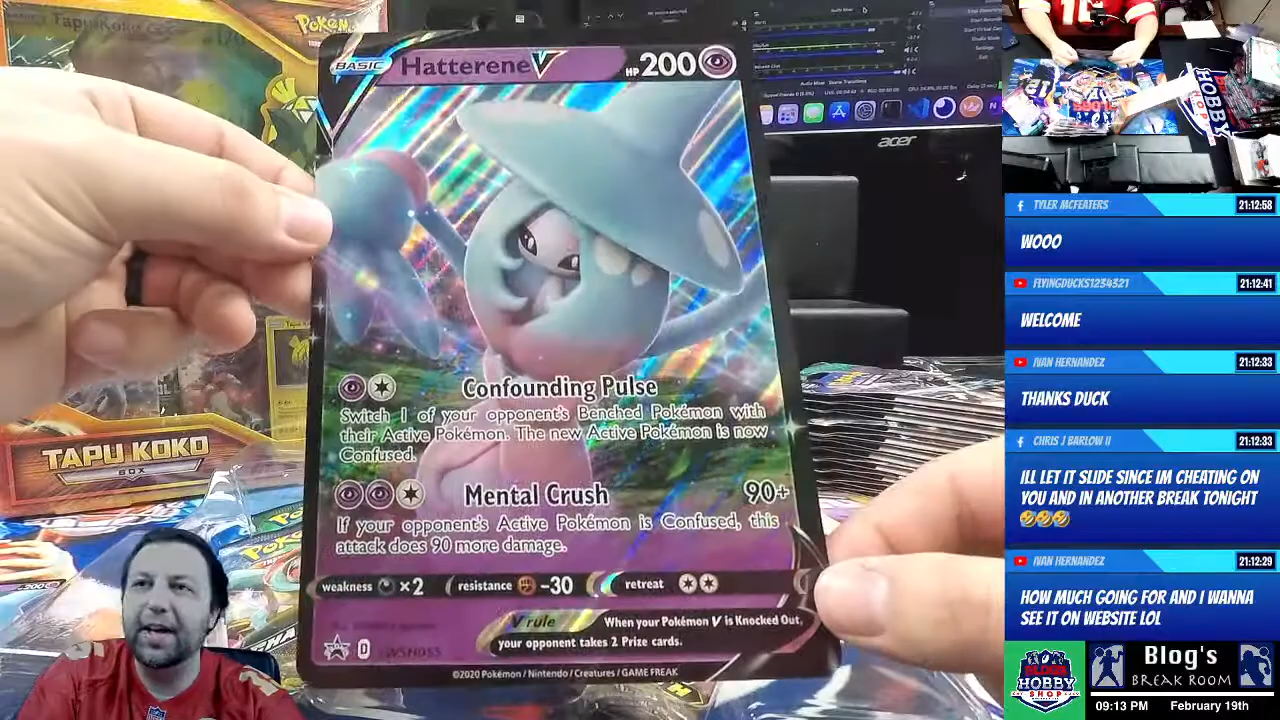 BASIC Hatterene V HP 200
Confounding Pulse
Switch 1 of your opponent's Benched Pokémon with
their Active Pokémon. The new Active Pokémon is now
Confused.
Mental Crush 90+
If your opponent's Active Pokémon is Confused, this
attack does 90 more damage.
weakness ×2 resistance -30 retreat
V rule When your Pokémon V is Knocked Out,
your opponent takes 2 Prize cards.
D
©2020 Pokémon / Nintendo / Creatures / GAME FREAK
Pokémon
TAPU KOKO
BOX
acer
HOBBY
TYLER MCFEATERS 21:12:58
WOOO
FLYINGDUCKS1234321 21:12:41
WELCOME
IVAN HERNANDEZ 21:12:33
THANKS DUCK
CHRIS J BARLOW II 21:12:33
ILL LET IT SLIDE SINCE IM CHEATING ON
YOU AND IN ANOTHER BREAK TONIGHT
🤣🤣🤣
IVAN HERNANDEZ 21:12:29
HOW MUCH GOING FOR AND I WANNA
SEE IT ON WEBSITE LOL
BLOG'S
HOBBY
SHOP
Blog's
BREAK ROOM
09:13 PM February 19th